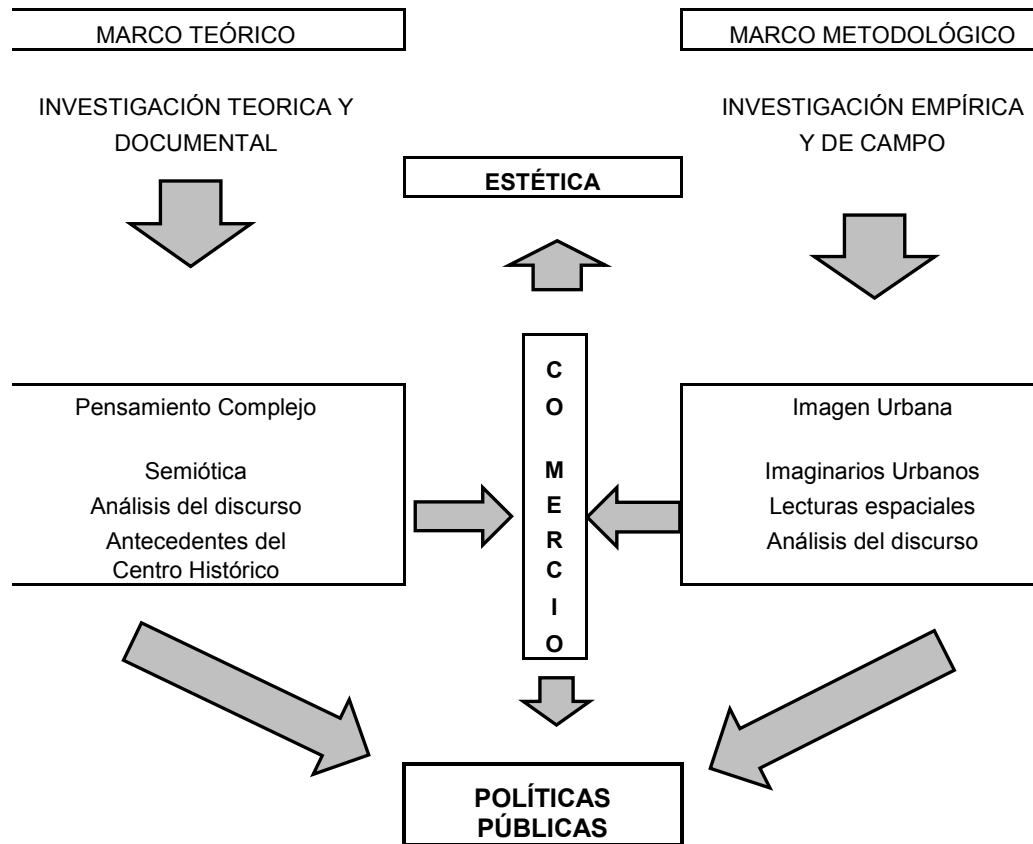 MARCO TEÓRICO
MARCO METODOLÓGICO
INVESTIGACIÓN TEORICA Y
DOCUMENTAL
INVESTIGACIÓN EMPÍRICA
Y DE CAMPO
ESTÉTICA
Pensamiento Complejo
Semiótica
Análisis del discurso
Antecedentes del
Centro Histórico
C
O
M
E
R
C
I
O
Imagen Urbana
Imaginarios Urbanos
Lecturas espaciales
Análisis del discurso
POLÍTICAS
PÚBLICAS